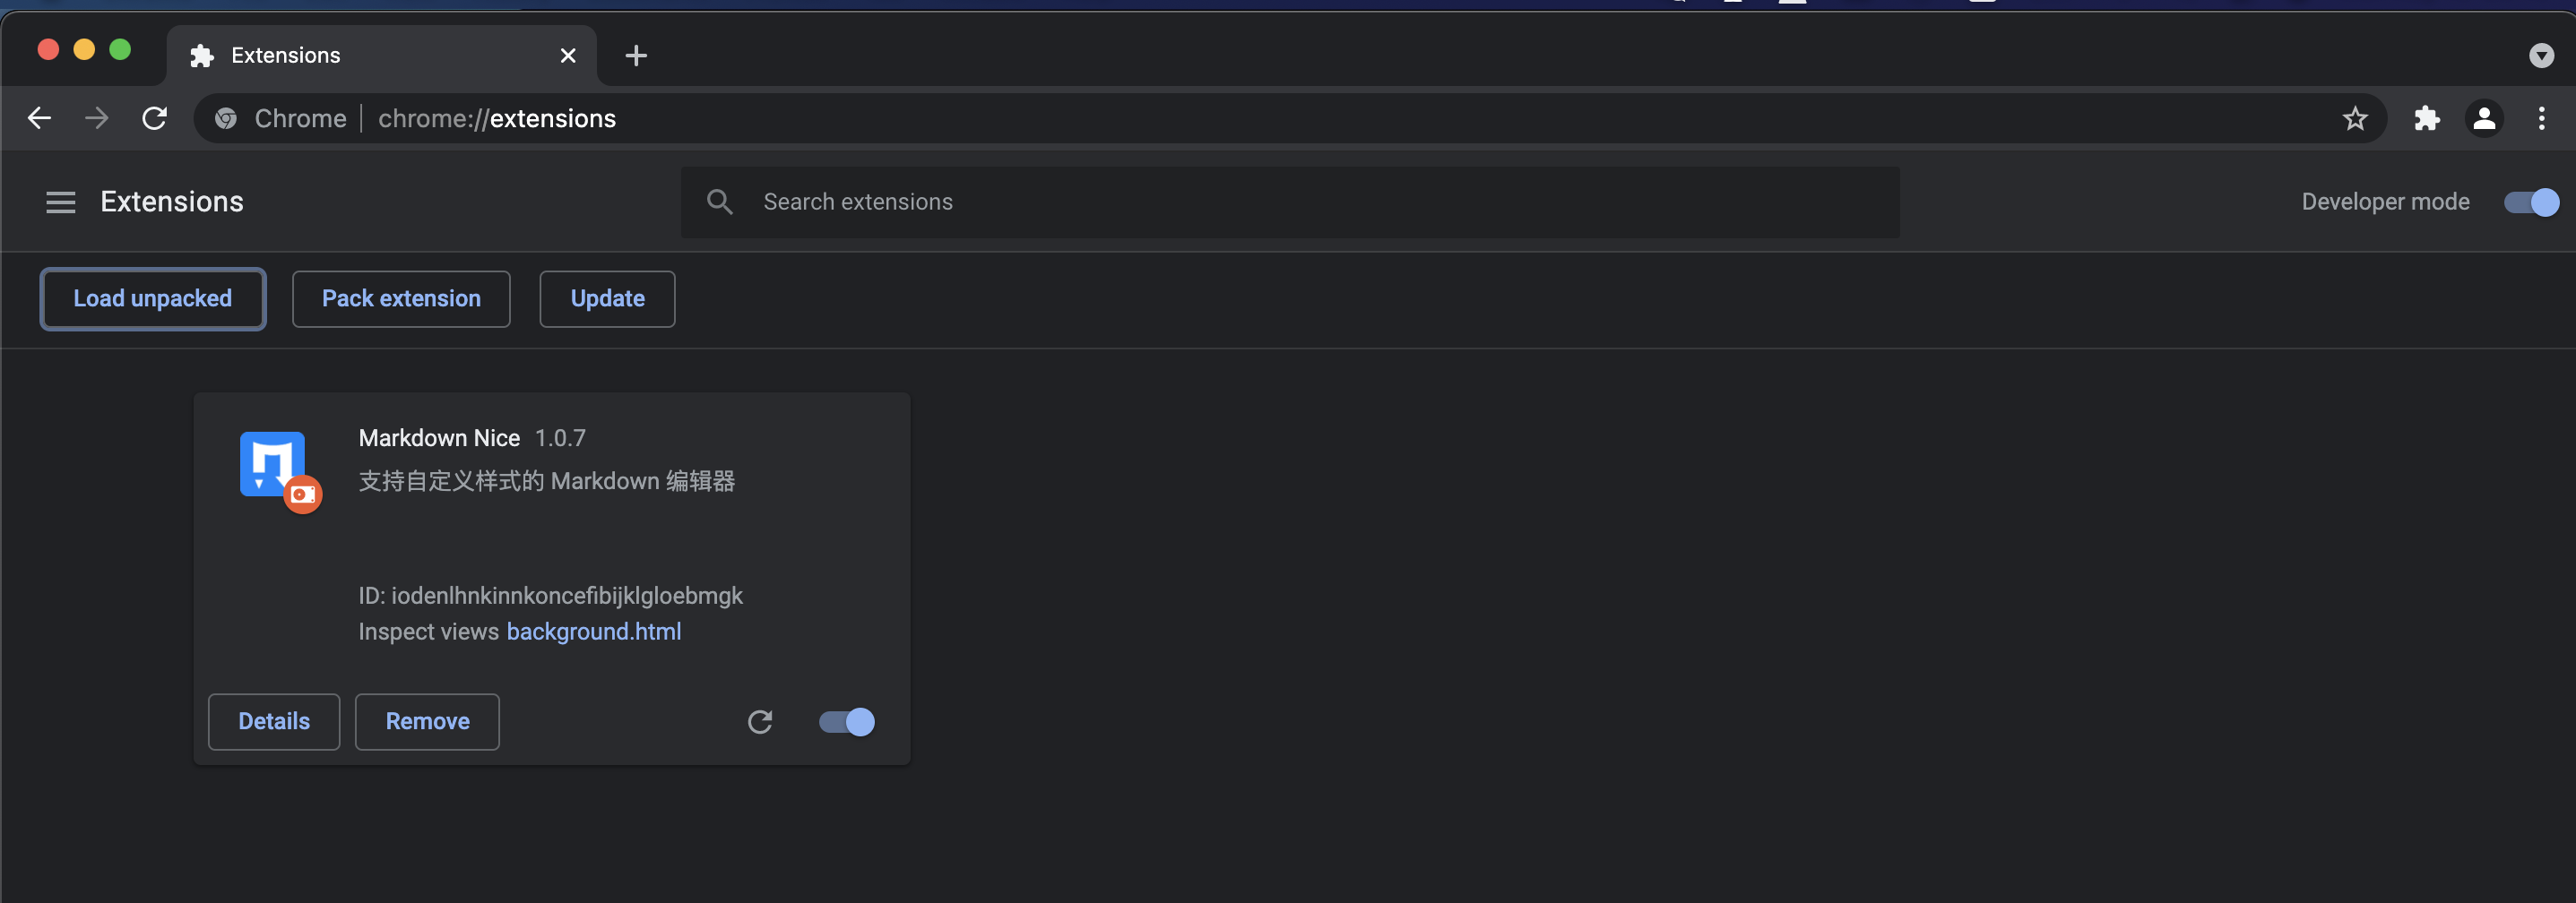 Extensions
Chrome
chrome://extensions
Extensions
Search extensions
Developer mode
Load unpacked
Pack extension
Update
Markdown Nice 1.0.7
支持自定义样式的 Markdown 编辑器
ID: iodenlhnkinnkoncefibijklgloebmgk
Inspect views background.html
Details
Remove